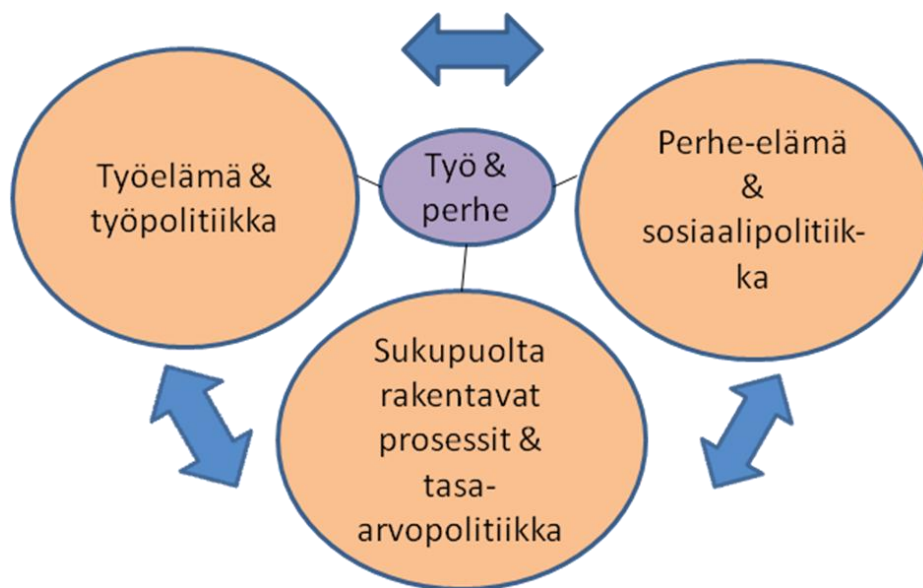 Työelämä &
työpolitiikka
Työ &
perhe
Perhe-elämä
&
sosiaalipolitiik-
ka
Sukupuolta
rakentavat
prosessit &
tasa-
arvopolitiikka